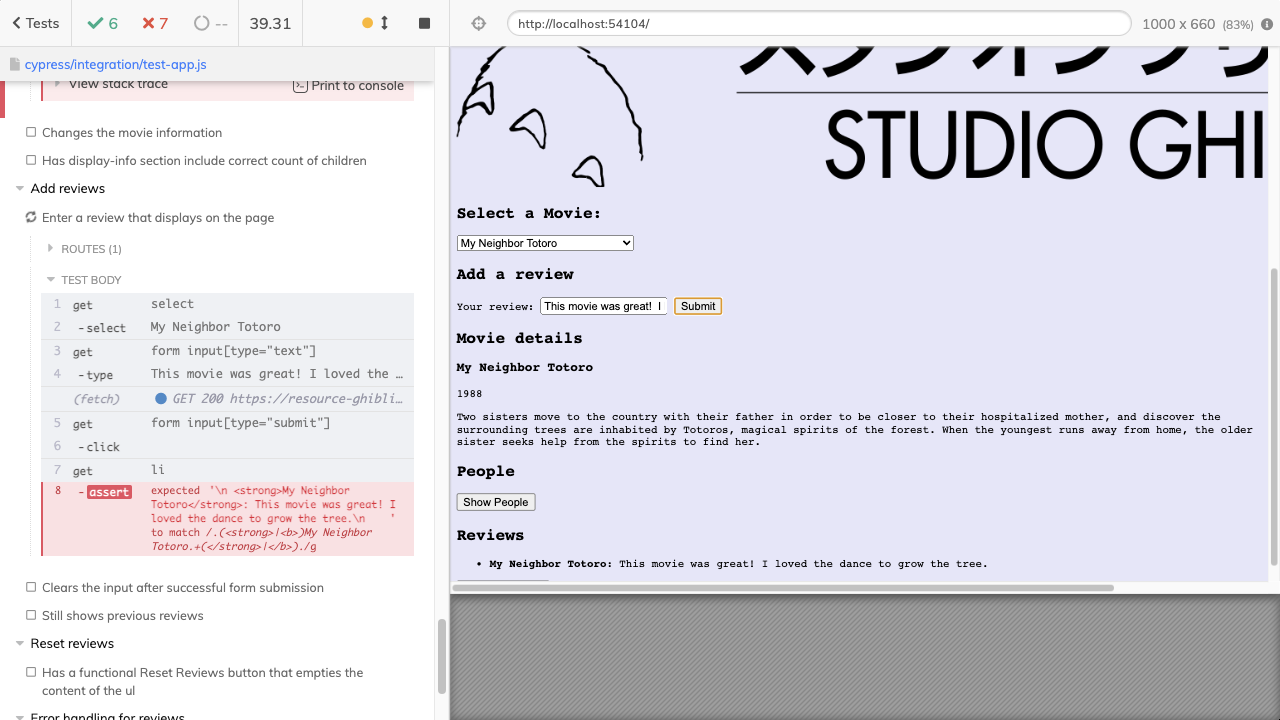 Tests
6
7
--
39.31
http://localhost:54104/
1000 x 660 (83%)
cypress/integration/test-app.js
View stack trace
Print to console
Changes the movie information
Has display-info section include correct count of children
Add reviews
Enter a review that displays on the page
ROUTES (1)
TEST BODY
1 get select
2 -select My Neighbor Totoro
3 get form input[type="text"]
4 -type This movie was great! I loved the …
(fetch) GET 200 https://resource-ghibli…
5 get form input[type="submit"]
6 -click
7 get li
8 -assert expected '\n <strong>My Neighbor
Totoro</strong>: This movie was great! I
loved the dance to grow the tree.\n '
to match /.(<strong>|<b>)My Neighbor
Totoro.+(</strong>|</b>)./g
Clears the input after successful form submission
Still shows previous reviews
Reset reviews
Has a functional Reset Reviews button that empties the
content of the ul
Error handling for reviews
スタジオジブリ
STUDIO GHI
Select a Movie:
My Neighbor Totoro
Add a review
Your review: This movie was great! I Submit
Movie details
My Neighbor Totoro
1988
Two sisters move to the country with their father in order to be closer to their hospitalized mother, and discover the
surrounding trees are inhabited by Totoros, magical spirits of the forest. When the youngest runs away from home, the older
sister seeks help from the spirits to find her.
People
Show People
Reviews
• My Neighbor Totoro: This movie was great! I loved the dance to grow the tree.